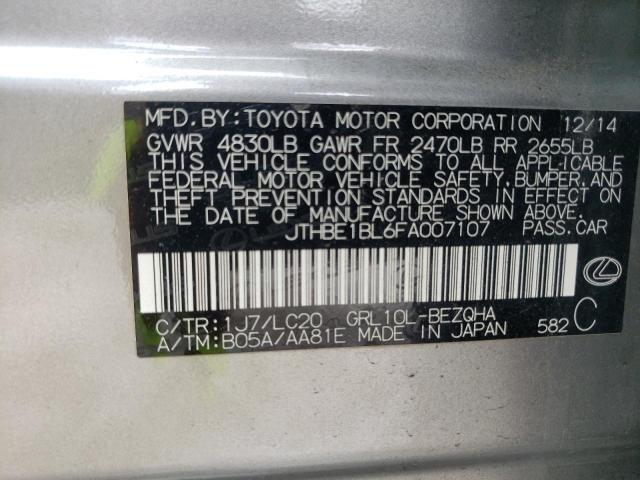 MFD. BY: TOYOTA MOTOR CORPORATION 12/14
GVWR 4830LB GAWR FR 2470LB RR 2655LB
THIS VEHICLE CONFORMS TO ALL APPLICABLE
FEDERAL MOTOR VEHICLE SAFETY, BUMPER, AND
THEFT PREVENTION STANDARDS IN EFFECT ON
THE DATE OF MANUFACTURE SHOWN ABOVE.
JTHBE1BL6FA007107 PASS. CAR
C/TR: 1J7/LC20 GRL10L-BEZQHA
A/TM: B05A/AA81E MADE IN JAPAN 582 C